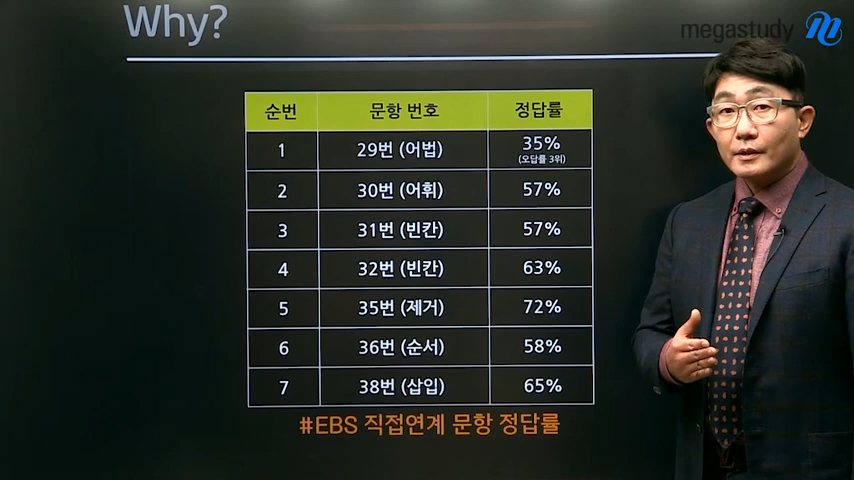 Why?
megastudy
순번 문항 번호 정답률
1 29번 (어법) 35%
(오답률 3위)
2 30번 (어휘) 57%
3 31번 (빈칸) 57%
4 32번 (빈칸) 63%
5 35번 (제거) 72%
6 36번 (순서) 58%
7 38번 (삽입) 65%
#EBS 직접연계 문항 정답률